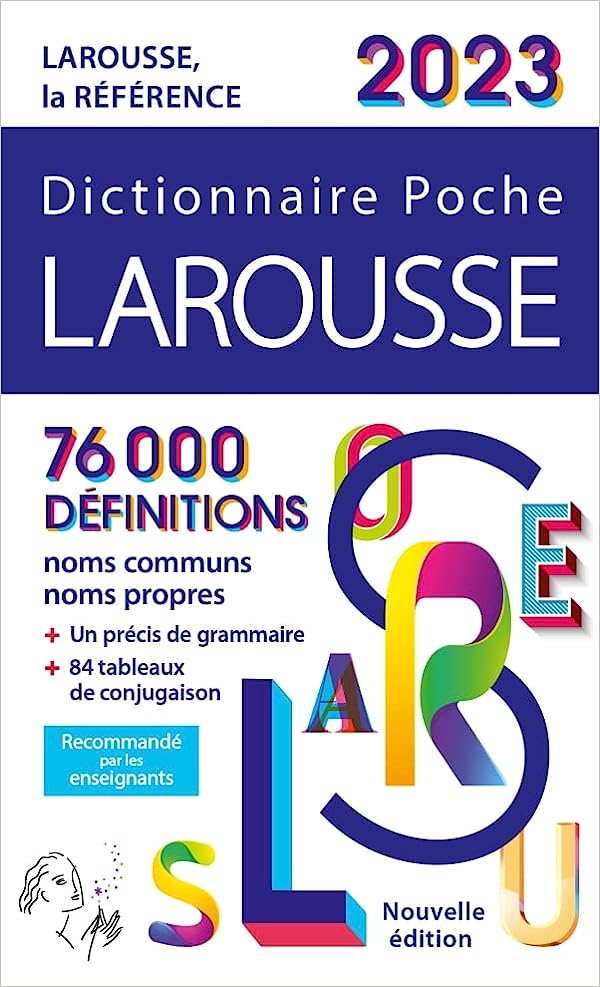 LAROUSSE,
la RÉFÉRENCE
2023
Dictionnaire Poche
LAROUSSE
76 000
DÉFINITIONS
noms communs
noms propres
+ Un précis de grammaire
+ 84 tableaux
de conjugaison
Recommandé
par les
enseignants
O
S
E
R
A
L
S
U
Nouvelle
édition